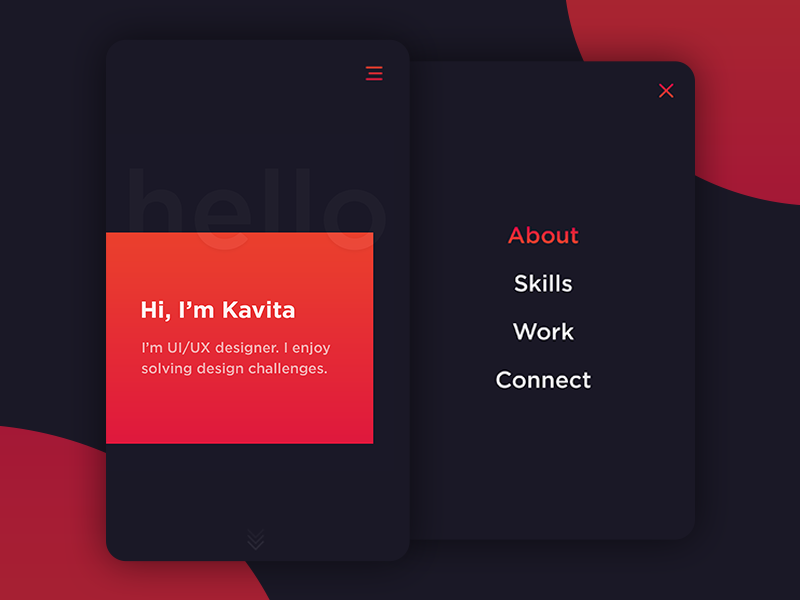 hello
Hi, I’m Kavita
I’m UI/UX designer. I enjoy
solving design challenges.
About
Skills
Work
Connect